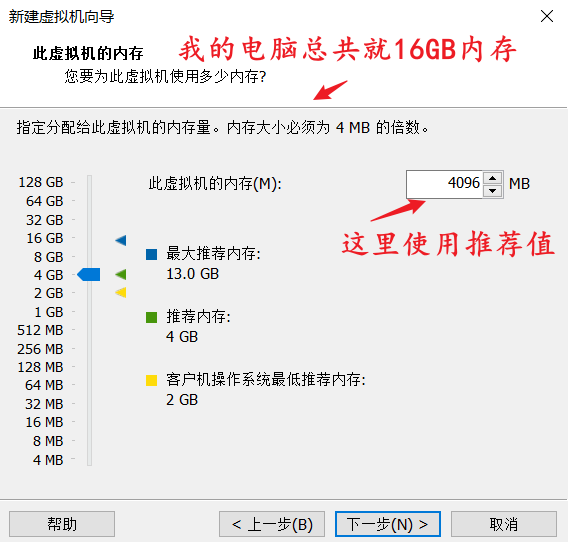 新建虚拟机向导
此虚拟机的内存
我的电脑总共就16GB内存
您要为此虚拟机使用多少内存?
指定分配给此虚拟机的内存量。内存大小必须为 4 MB 的倍数。
128 GB
64 GB
32 GB
16 GB
8 GB
4 GB
2 GB
1 GB
512 MB
256 MB
128 MB
64 MB
32 MB
16 MB
8 MB
4 MB
此虚拟机的内存(M):
4096 MB
这里使用推荐值
最大推荐内存:
13.0 GB
推荐内存:
4 GB
客户机操作系统最低推荐内存:
2 GB
帮助
< 上一步(B)
下一步(N) >
取消